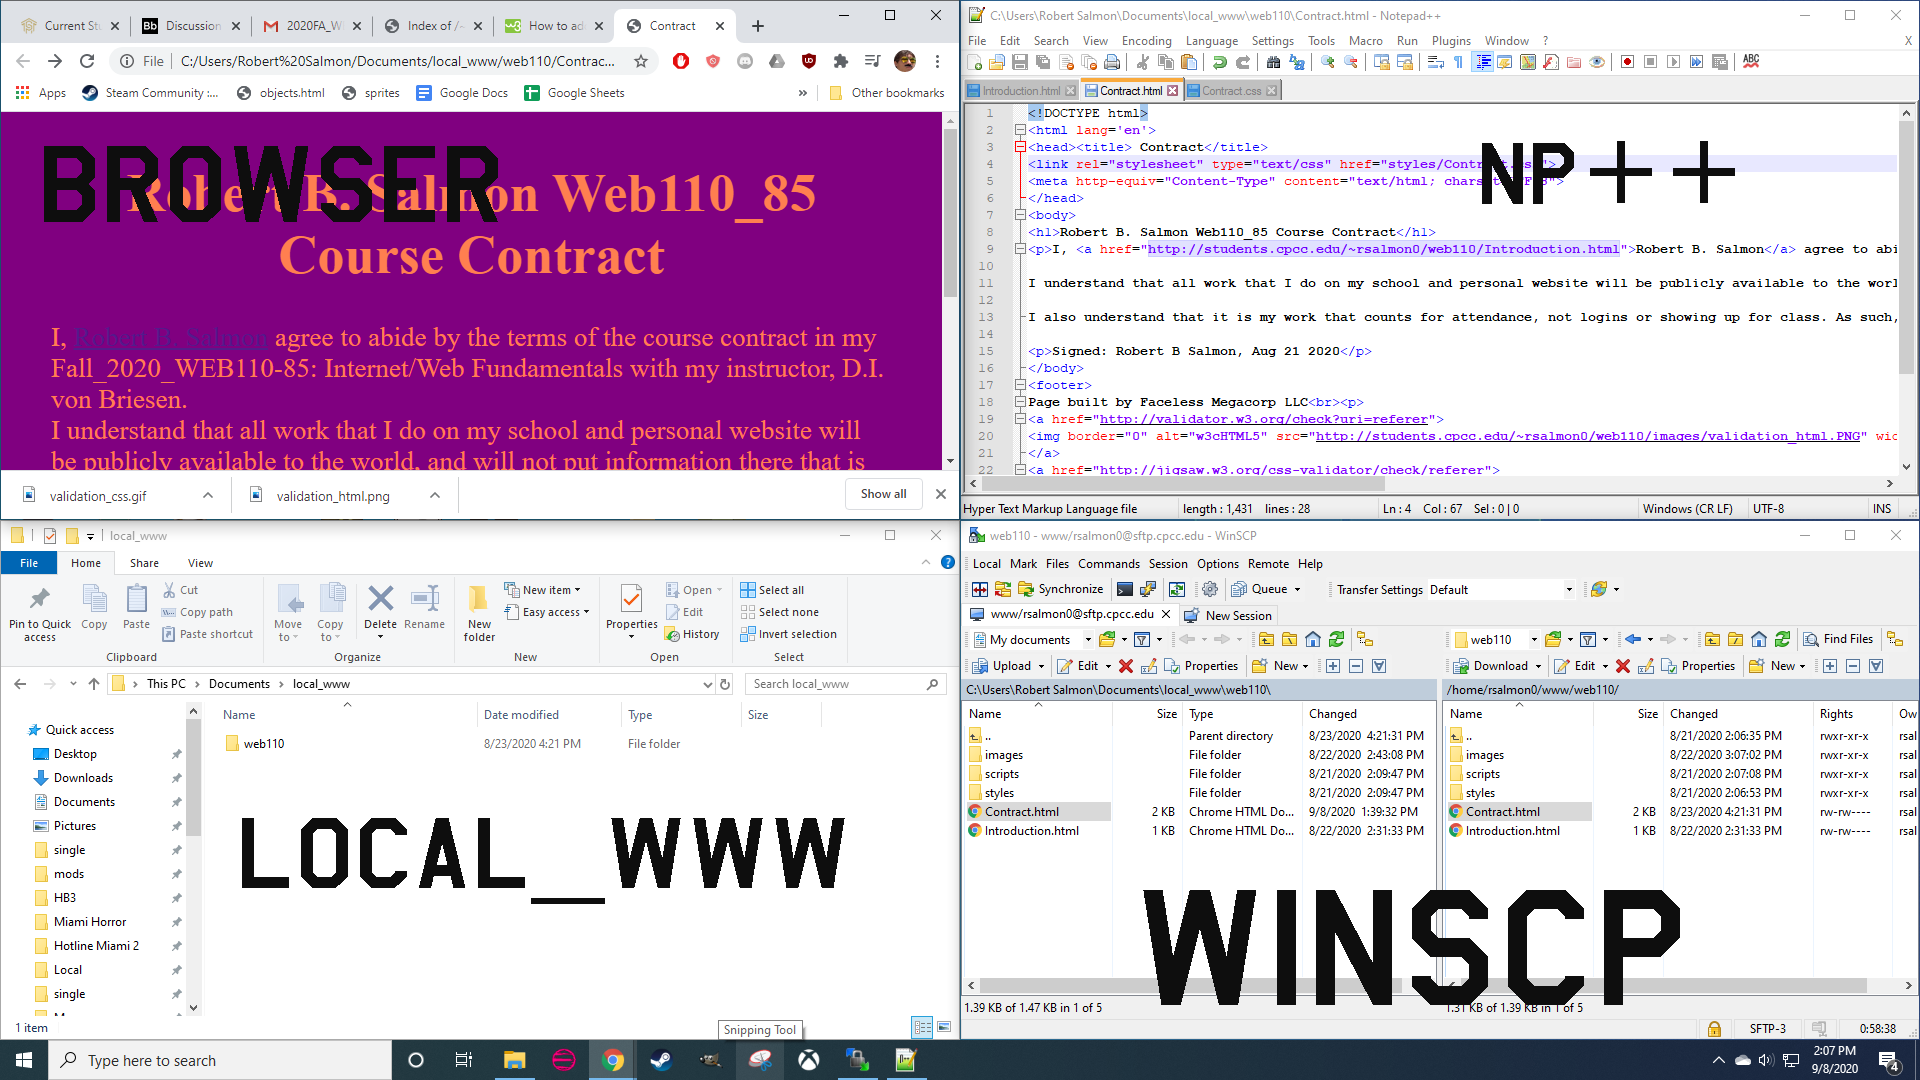 Current St
Discussion
2020FA_W
Index of /~
How to ad
Contract
File
C:/Users/Robert%20Salmon/Documents/local_www/web110/Contrac...
Apps
Steam Community :...
objects.html
sprites
Google Docs
Google Sheets
»
Other bookmarks
BROWSER
Robert B. Salmon Web110_85
Course Contract
I, Robert B. Salmon agree to abide by the terms of the course contract in my
Fall_2020_WEB110-85: Internet/Web Fundamentals with my instructor, D.I.
von Briesen.
I understand that all work that I do on my school and personal website will
be publicly available to the world, and will not put information there that is
validation_css.gif
validation_html.png
Show all
C:\Users\Robert Salmon\Documents\local_www\web110\Contract.html - Notepad++
File Edit Search View Encoding Language Settings Tools Macro Run Plugins Window ? X
Introduction.html
Contract.html
Contract.css
NP++
1 <!DOCTYPE html>
2 <html lang='en'>
3 <head><title> Contract</title>
4 <link rel="stylesheet" type="text/css" href="styles/Contract.css">
5 <meta http-equiv="Content-Type" content="text/html; charset=UTF-8">
6 </head>
7 <body>
8 <h1>Robert B. Salmon Web110_85 Course Contract</h1>
9 <p>I, <a href="http://students.cpcc.edu/~rsalmon0/web110/Introduction.html">Robert B. Salmon</a> agree to abi
10
11 I understand that all work that I do on my school and personal website will be publicly available to the worl
12
13 I also understand that it is my work that counts for attendance, not logins or showing up for class. As such,
14
15 <p>Signed: Robert B Salmon, Aug 21 2020</p>
16 </body>
17 <footer>
18 Page built by Faceless Megacorp LLC<br><p>
19 <a href="http://validator.w3.org/check?uri=referer">
20 <img border="0" alt="w3cHTML5" src="http://students.cpcc.edu/~rsalmon0/web110/images/validation_html.PNG" wid
21 </a>
22 <a href="http://jigsaw.w3.org/css-validator/check/referer">
Hyper Text Markup Language file length : 1,431 lines : 28 Ln : 4 Col : 67 Sel : 0 | 0 Windows (CR LF) UTF-8 INS
local_www
File Home Share View
Pin to Quick access
Copy
Paste
Cut
Copy path
Paste shortcut
Clipboard
Move to
Copy to
Delete
Rename
Organize
New folder
New item
Easy access
New
Properties
Open
Edit
History
Open
Select all
Select none
Invert selection
Select
This PC > Documents > local_www
Search local_www
Name Date modified Type Size
web110 8/23/2020 4:21 PM File folder
Quick access
Desktop
Downloads
Documents
Pictures
single
mods
HB3
Miami Horror
Hotline Miami 2
Local
single
LOCAL_WWW
1 item
Snipping Tool
web110 - www/rsalmon0@sftp.cpcc.edu - WinSCP
Local Mark Files Commands Session Options Remote Help
Synchronize
Queue
Transfer Settings Default
www/rsalmon0@sftp.cpcc.edu
New Session
My documents
web110
Find Files
Upload Edit Properties New
Download Edit Properties New
C:\Users\Robert Salmon\Documents\local_www\web110\
Name Size Type Changed
.. Parent directory 8/23/2020 4:21:31 PM
images File folder 8/22/2020 2:43:08 PM
scripts File folder 8/21/2020 2:09:47 PM
styles File folder 8/21/2020 2:09:47 PM
Contract.html 2 KB Chrome HTML Do... 9/8/2020 1:39:32 PM
Introduction.html 1 KB Chrome HTML Do... 8/22/2020 2:31:33 PM
1.39 KB of 1.47 KB in 1 of 5
/home/rsalmon0/www/web110/
Name Size Changed Rights Ow
.. 8/21/2020 2:06:35 PM rwxr-xr-x rsal
images 8/22/2020 3:07:02 PM rwxr-xr-x rsal
scripts 8/21/2020 2:07:08 PM rwxr-xr-x rsal
styles 8/21/2020 2:06:53 PM rwxr-xr-x rsal
Contract.html 2 KB 8/23/2020 4:21:31 PM rw-rw---- rsal
Introduction.html 1 KB 8/22/2020 2:31:33 PM rw-rw---- rsal
1.31 KB of 1.39 KB in 1 of 5
WINSCP
SFTP-3 0:58:38
Type here to search
2:07 PM
9/8/2020
4